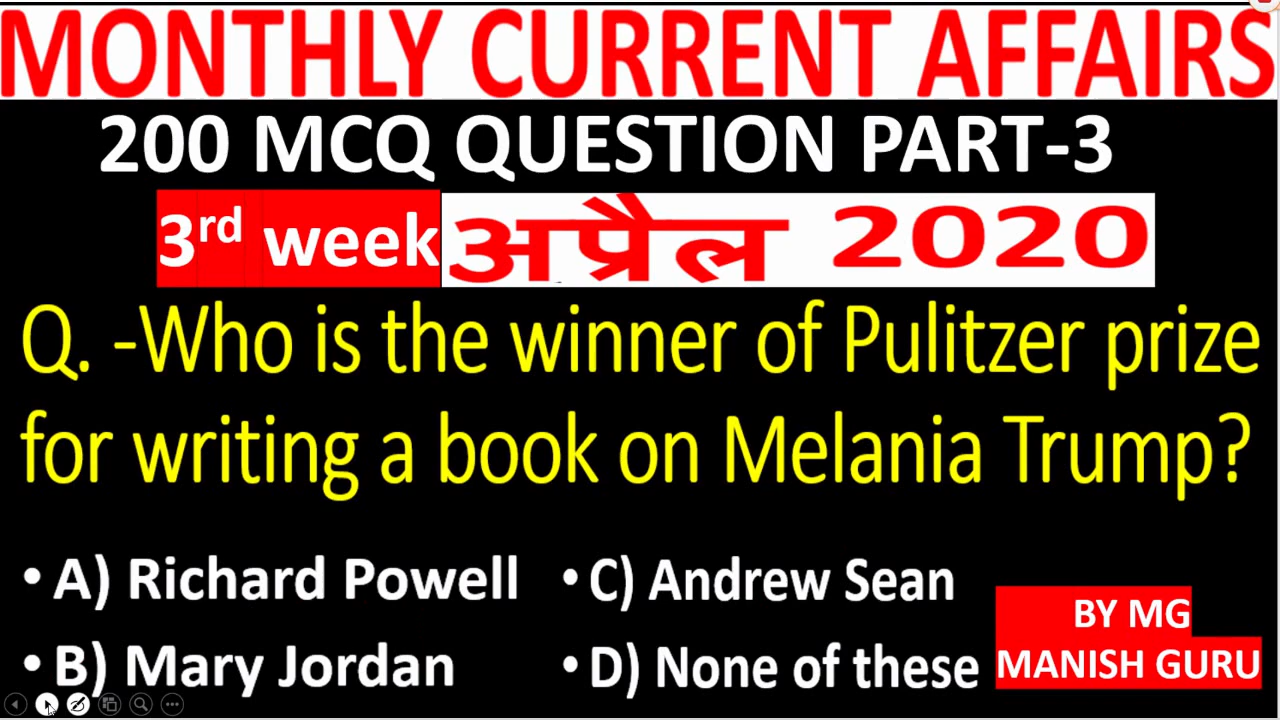 MONTHLY CURRENT AFFAIRS
200 MCQ QUESTION PART-3
3rd week अप्रैल 2020
Q. -Who is the winner of Pulitzer prize
for writing a book on Melania Trump?
• A) Richard Powell
• B) Mary Jordan
• C) Andrew Sean
• D) None of these
BY MG
MANISH GURU